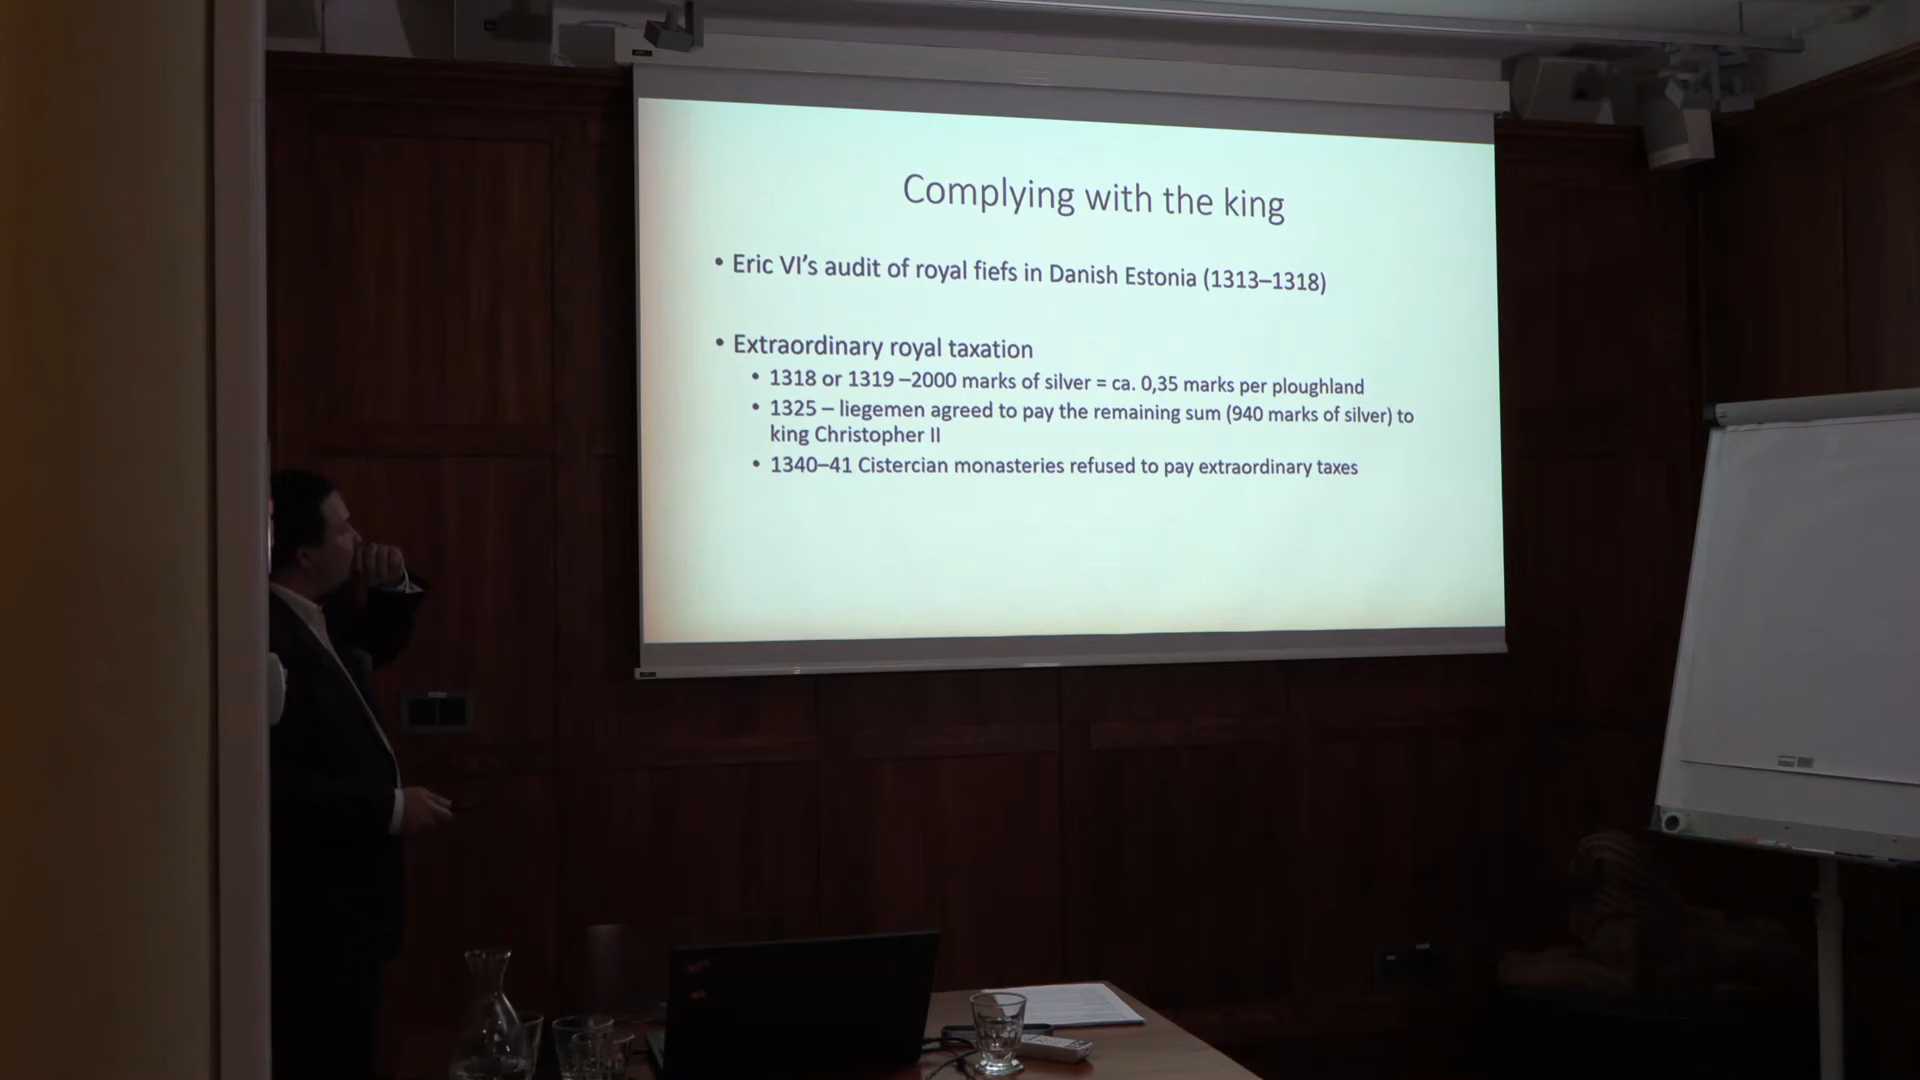 Complying with the king
• Eric VI’s audit of royal fiefs in Danish Estonia (1313–1318)
• Extraordinary royal taxation
• 1318 or 1319 –2000 marks of silver = ca. 0,35 marks per ploughland
• 1325 – liegemen agreed to pay the remaining sum (940 marks of silver) to
king Christopher II
• 1340–41 Cistercian monasteries refused to pay extraordinary taxes